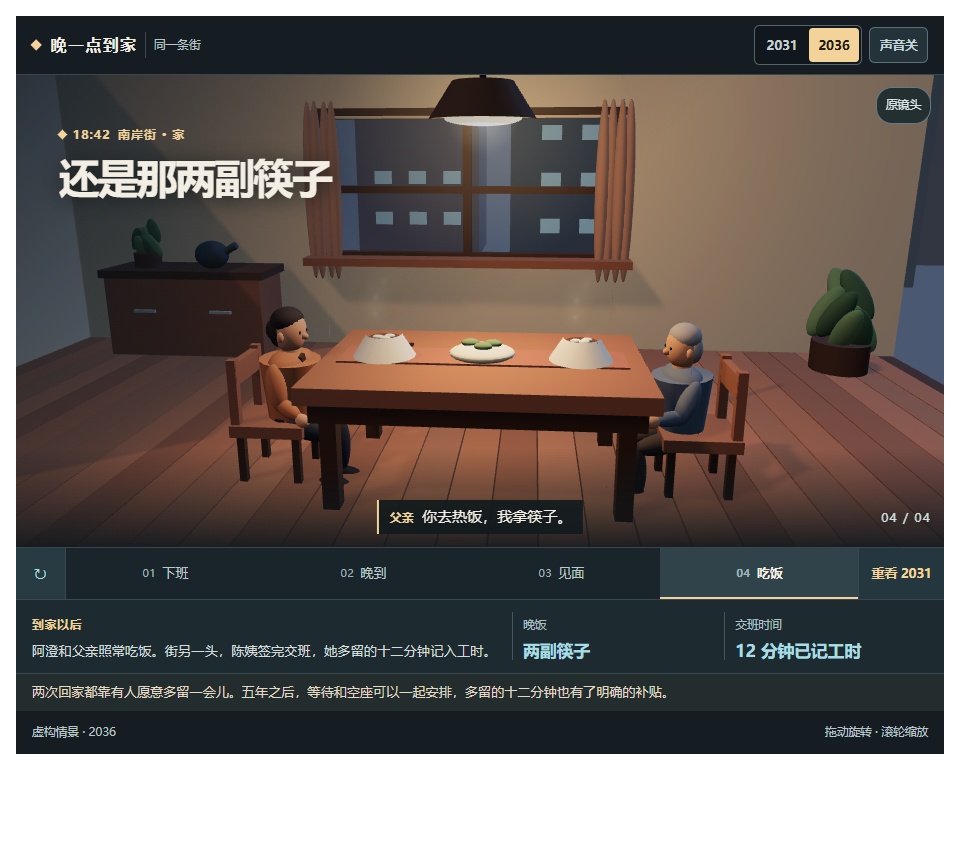 晚一点到家 同一条街 2031 2036 声音关
原镜头
18:42 南岸街 · 家
还是那两副筷子
父亲 你去热饭，我拿筷子。
04 / 04
↻ 01 下班 02 晚到 03 见面 04 吃饭 重看 2031
到家以后 晚饭 交班时间
阿澄和父亲照常吃饭。街另一头，陈姨签完交班，她多留的十二分钟记入工时。 两副筷子 12 分钟已记工时
两次回家都靠有人愿意多留一会儿。五年之后，等待和空座可以一起安排，多留的十二分钟也有了明确的补贴。
虚构情景 · 2036 拖动旋转 · 滚轮缩放